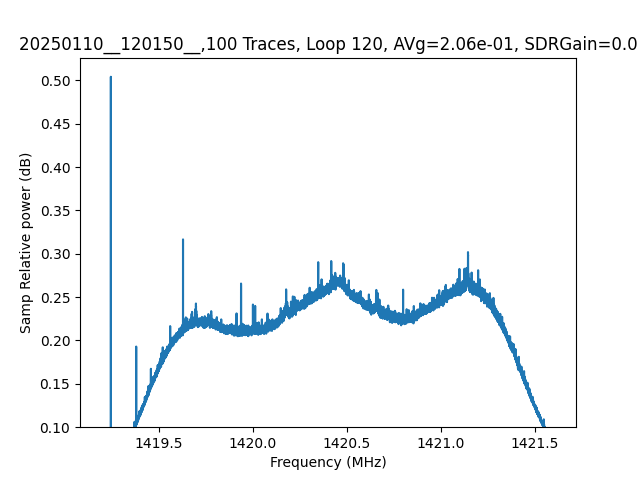 20250110__120150__,100 Traces, Loop 120, AVg=2.06e-01, SDRGain=0.0
0.50
0.45
0.40
0.35
0.30
0.25
0.20
0.15
0.10
Samp Relative power (dB)
1419.5 1420.0 1420.5 1421.0 1421.5
Frequency (MHz)